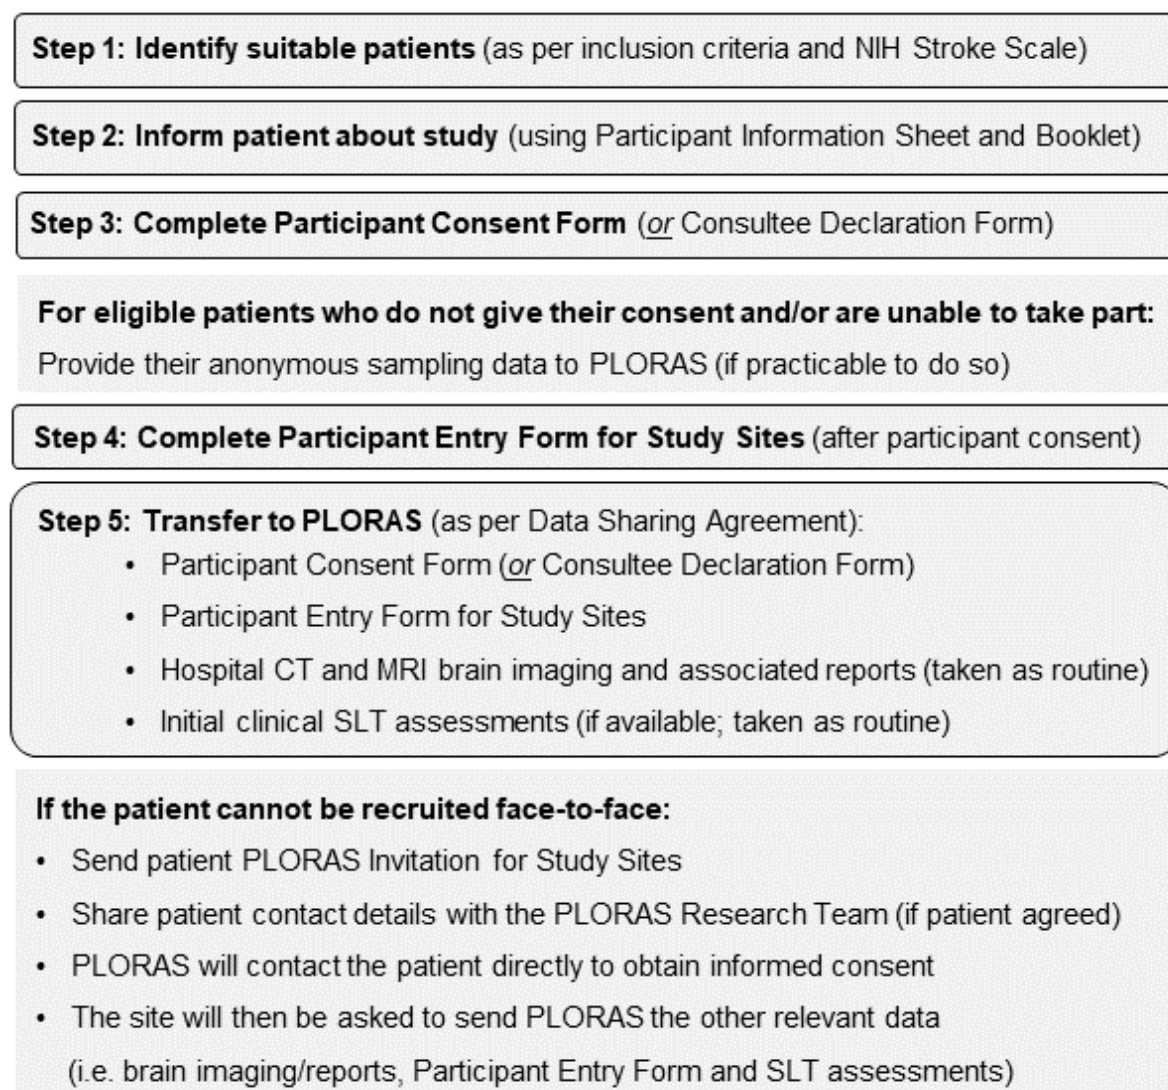 Step 1: Identify suitable patients (as per inclusion criteria and NIH Stroke Scale)
Step 2: Inform patient about study (using Participant Information Sheet and Booklet)
Step 3: Complete Participant Consent Form (or Consultee Declaration Form)
For eligible patients who do not give their consent and/or are unable to take part:
Provide their anonymous sampling data to PLORAS (if practicable to do so)
Step 4: Complete Participant Entry Form for Study Sites (after participant consent)
Step 5: Transfer to PLORAS (as per Data Sharing Agreement):
• Participant Consent Form (or Consultee Declaration Form)
• Participant Entry Form for Study Sites
• Hospital CT and MRI brain imaging and associated reports (taken as routine)
• Initial clinical SLT assessments (if available; taken as routine)
If the patient cannot be recruited face-to-face:
• Send patient PLORAS Invitation for Study Sites
• Share patient contact details with the PLORAS Research Team (if patient agreed)
• PLORAS will contact the patient directly to obtain informed consent
• The site will then be asked to send PLORAS the other relevant data
(i.e. brain imaging/reports, Participant Entry Form and SLT assessments)